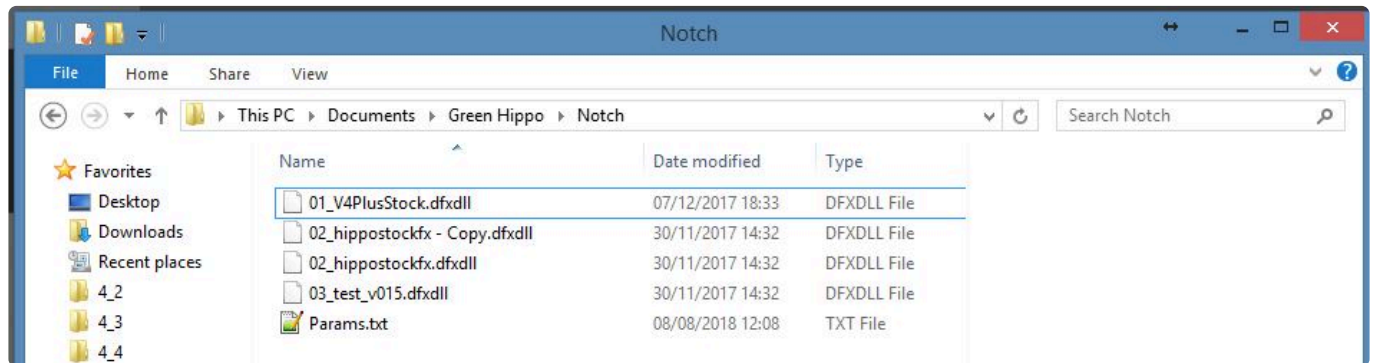 Notch
File Home Share View
This PC Documents Green Hippo Notch Search Notch
Favorites
Desktop
Downloads
Recent places
4_2
4_3
4_4
Name Date modified Type
01_V4PlusStock.dfxdll 07/12/2017 18:33 DFXDLL File
02_hippostockfx - Copy.dfxdll 30/11/2017 14:32 DFXDLL File
02_hippostockfx.dfxdll 30/11/2017 14:32 DFXDLL File
03_test_v015.dfxdll 30/11/2017 14:32 DFXDLL File
Params.txt 08/08/2018 12:08 TXT File